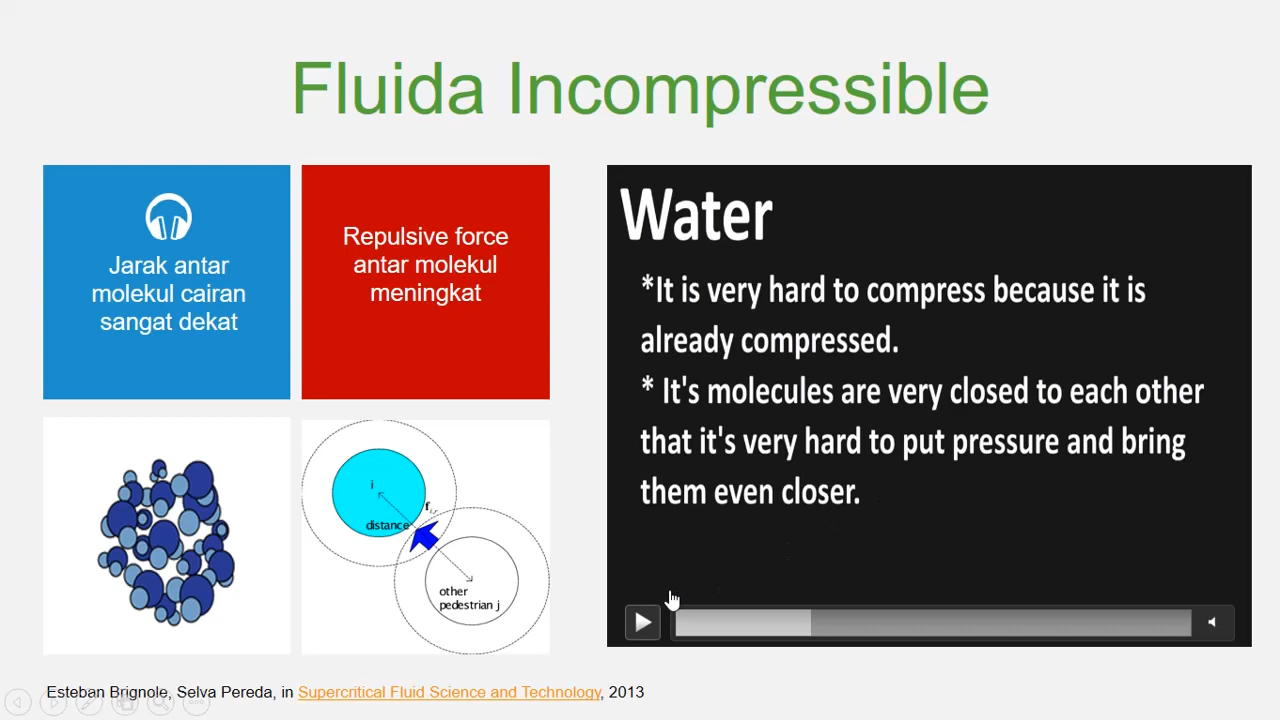 Fluida Incompressible
Jarak antar
molekul cairan
sangat dekat
Repulsive force
antar molekul
meningkat
i
distance
other
pedestrian j
Water
*It is very hard to compress because it is
already compressed.
* It's molecules are very closed to each other
that it's very hard to put pressure and bring
them even closer.
Esteban Brignole, Selva Pereda, in Supercritical Fluid Science and Technology, 2013